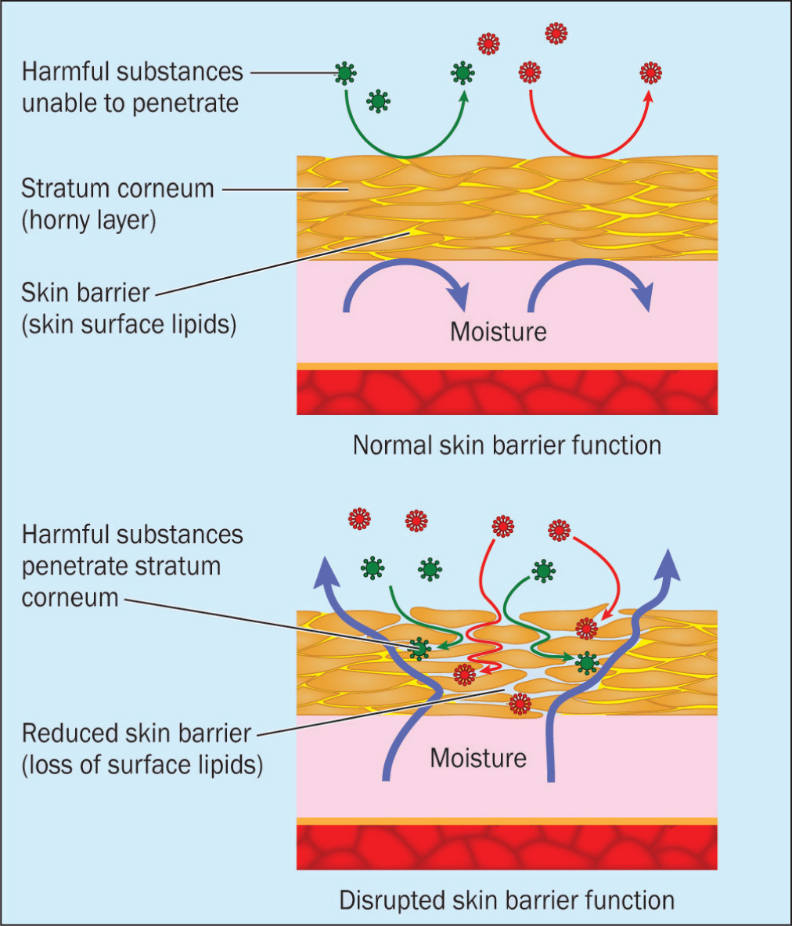 Harmful substances
unable to penetrate
Stratum corneum
(horny layer)
Skin barrier
(skin surface lipids)
Moisture
Normal skin barrier function
Harmful substances
penetrate stratum
corneum
Reduced skin barrier
(loss of surface lipids)
Moisture
Disrupted skin barrier function